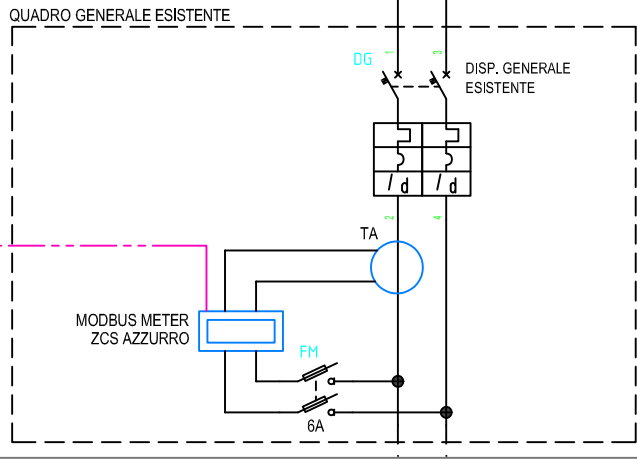 QUADRO GENERALE ESISTENTE
DG
1
3
DISP. GENERALE
ESISTENTE
/ d
/ d
2
4
TA
MODBUS METER
ZCS AZZURRO
FM
6A